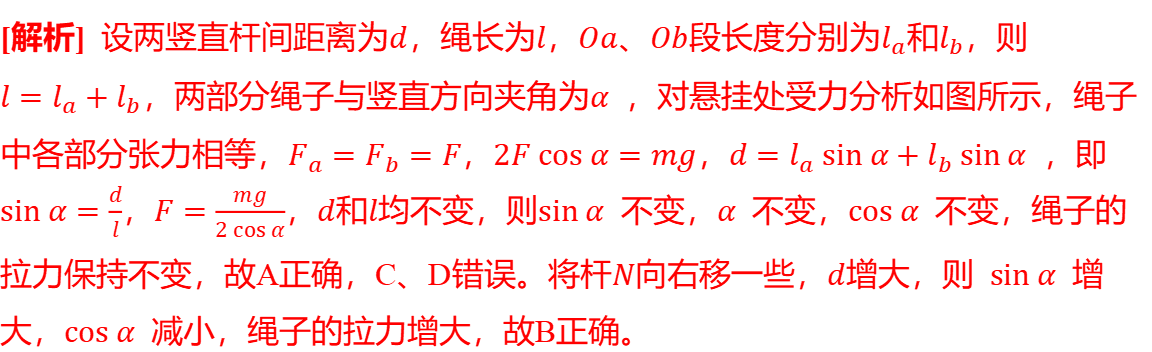 [解析] 设两竖直杆间距离为d，绳长为l，Oa、Ob段长度分别为lₐ和l_b，则
l = lₐ + l_b，两部分绳子与竖直方向夹角为α ，对悬挂处受力分析如图所示，绳子
中各部分张力相等，Fₐ = F_b = F，2F cos α = mg，d = lₐ sin α + l_b sin α ，即
sin α = d/l，F = mg/(2 cos α)，d和l均不变，则sin α 不变，α 不变，cos α 不变，绳子的
拉力保持不变，故A正确，C、D错误。将杆N向右移一些，d增大，则 sin α 增
大，cos α 减小，绳子的拉力增大，故B正确。